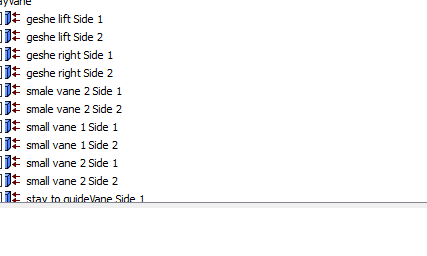 geshe lift Side 1
geshe lift Side 2
geshe right Side 1
geshe right Side 2
smale vane 2 Side 1
smale vane 2 Side 2
small vane 1 Side 1
small vane 1 Side 2
small vane 2 Side 1
small vane 2 Side 2
stay to guideVane Side 1